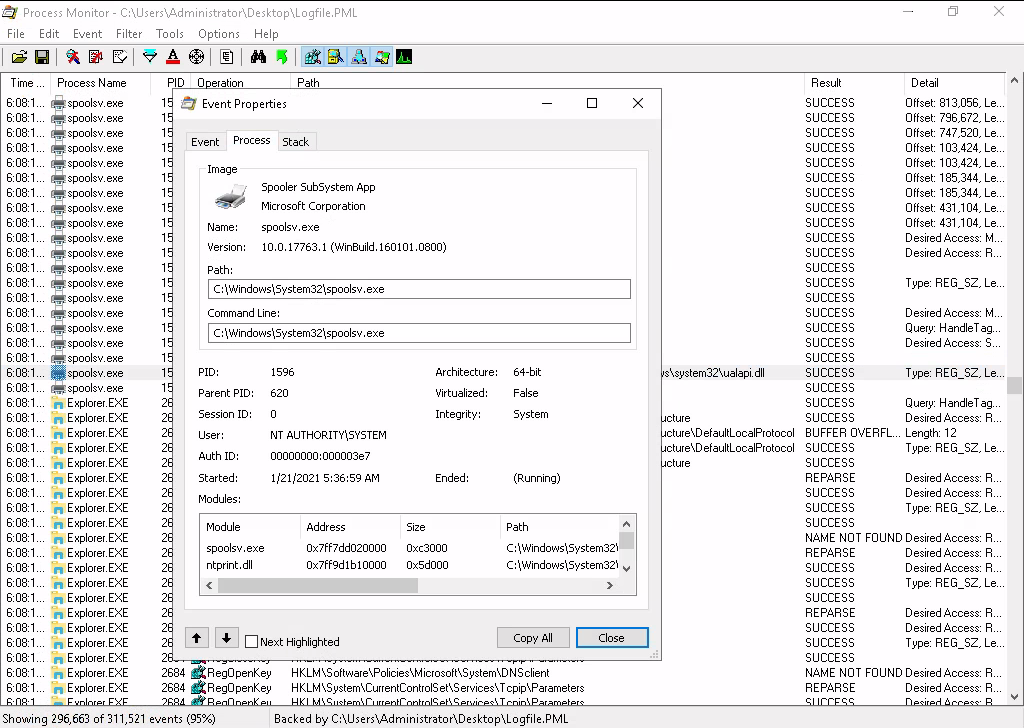 Process Monitor - C:\Users\Administrator\Desktop\Logfile.PML
File Edit Event Filter Tools Options Help
Time ... Process Name PID Operation Path Result Detail
6:08:1... spoolsv.exe 15 SUCCESS Offset: 813,056, Le...
6:08:1... spoolsv.exe 15 SUCCESS Offset: 796,672, Le...
6:08:1... spoolsv.exe 15 SUCCESS Offset: 747,520, Le...
6:08:1... spoolsv.exe 15 SUCCESS Offset: 103,424, Le...
6:08:1... spoolsv.exe 15 SUCCESS Offset: 103,424, Le...
6:08:1... spoolsv.exe 15 SUCCESS Offset: 185,344, Le...
6:08:1... spoolsv.exe 15 SUCCESS Offset: 185,344, Le...
6:08:1... spoolsv.exe 15 SUCCESS Offset: 431,104, Le...
6:08:1... spoolsv.exe 15 SUCCESS Offset: 431,104, Le...
6:08:1... spoolsv.exe 15 SUCCESS Desired Access: M...
6:08:1... spoolsv.exe 15 SUCCESS Desired Access: R...
6:08:1... spoolsv.exe 15 SUCCESS
6:08:1... spoolsv.exe 15 SUCCESS Type: REG_SZ, Le...
6:08:1... spoolsv.exe 15 SUCCESS
6:08:1... spoolsv.exe 15 SUCCESS Desired Access: M...
6:08:1... spoolsv.exe 15 SUCCESS Query: HandleTag...
6:08:1... spoolsv.exe 15 SUCCESS Desired Access: S...
6:08:1... spoolsv.exe 15 SUCCESS
6:08:1... spoolsv.exe 15 vs\system32\ualapi.dll SUCCESS Type: REG_SZ, Le...
6:08:1... spoolsv.exe 15 SUCCESS
6:08:1... Explorer.EXE 26 SUCCESS Query: HandleTag...
6:08:1... Explorer.EXE 26 ucture SUCCESS Desired Access: R...
6:08:1... Explorer.EXE 26 ucture\DefaultLocalProtocol BUFFER OVERFL... Length: 12
6:08:1... Explorer.EXE 26 ucture\DefaultLocalProtocol SUCCESS Type: REG_SZ, Le...
6:08:1... Explorer.EXE 26 ucture SUCCESS
6:08:1... Explorer.EXE 26 REPARSE Desired Access: R...
6:08:1... Explorer.EXE 26 SUCCESS Desired Access: R...
6:08:1... Explorer.EXE 26 SUCCESS Type: REG_SZ, Le...
6:08:1... Explorer.EXE 26 SUCCESS
6:08:1... Explorer.EXE 26 NAME NOT FOUND Desired Access: R...
6:08:1... Explorer.EXE 26 REPARSE Desired Access: R...
6:08:1... Explorer.EXE 26 SUCCESS Desired Access: R...
6:08:1... Explorer.EXE 26 SUCCESS Type: REG_SZ, Le...
6:08:1... Explorer.EXE 26 SUCCESS
6:08:1... Explorer.EXE 26 REPARSE Desired Access: R...
6:08:1... Explorer.EXE 26 SUCCESS Desired Access: R...
6:08:1... Explorer.EXE 26 SUCCESS Type: REG_SZ, Le...
6:08:1... Explorer.EXE SUCCESS
6:08:1... Explorer.EXE 2684 RegOpenKey HKLM\Software\Policies\Microsoft\System\DNSclient NAME NOT FOUND Desired Access: R...
6:08:1... Explorer.EXE 2684 RegOpenKey HKLM\System\CurrentControlSet\Services\Tcpip\Parameters REPARSE Desired Access: R...
6:08:1... Explorer.EXE 2684 RegOpenKey HKLM\System\CurrentControlSet\Services\Tcpip\Parameters SUCCESS Desired Access: R...
Showing 296,663 of 311,521 events (95%) Backed by C:\Users\Administrator\Desktop\Logfile.PML
Event Properties
Event Process Stack
Image
Spooler SubSystem App
Microsoft Corporation
Name: spoolsv.exe
Version: 10.0.17763.1 (WinBuild.160101.0800)
Path:
C:\Windows\System32\spoolsv.exe
Command Line:
C:\Windows\System32\spoolsv.exe
PID: 1596 Architecture: 64-bit
Parent PID: 620 Virtualized: False
Session ID: 0 Integrity: System
User: NT AUTHORITY\SYSTEM
Auth ID: 00000000:000003e7
Started: 1/21/2021 5:36:59 AM Ended: (Running)
Modules:
Module Address Size Path
spoolsv.exe 0x7ff7dd020000 0xc3000 C:\Windows\System32\
ntprint.dll 0x7ff9d1b10000 0x5d000 C:\Windows\System32\
Next Highlighted Copy All Close